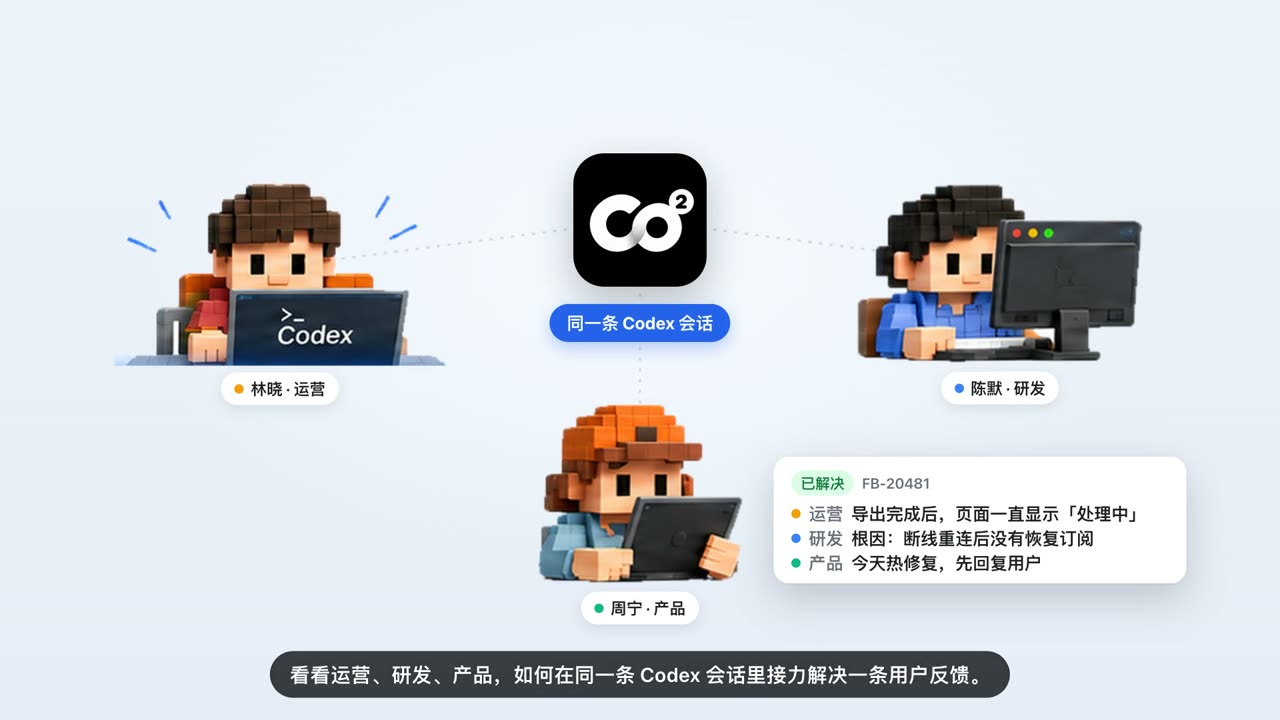 Co²
同一条 Codex 会话
>_
Codex
林晓 · 运营
陈默 · 研发
周宁 · 产品
已解决 FB-20481
运营 导出完成后，页面一直显示「处理中」
研发 根因：断线重连后没有恢复订阅
产品 今天热修复，先回复用户
看看运营、研发、产品，如何在同一条 Codex 会话里接力解决一条用户反馈。